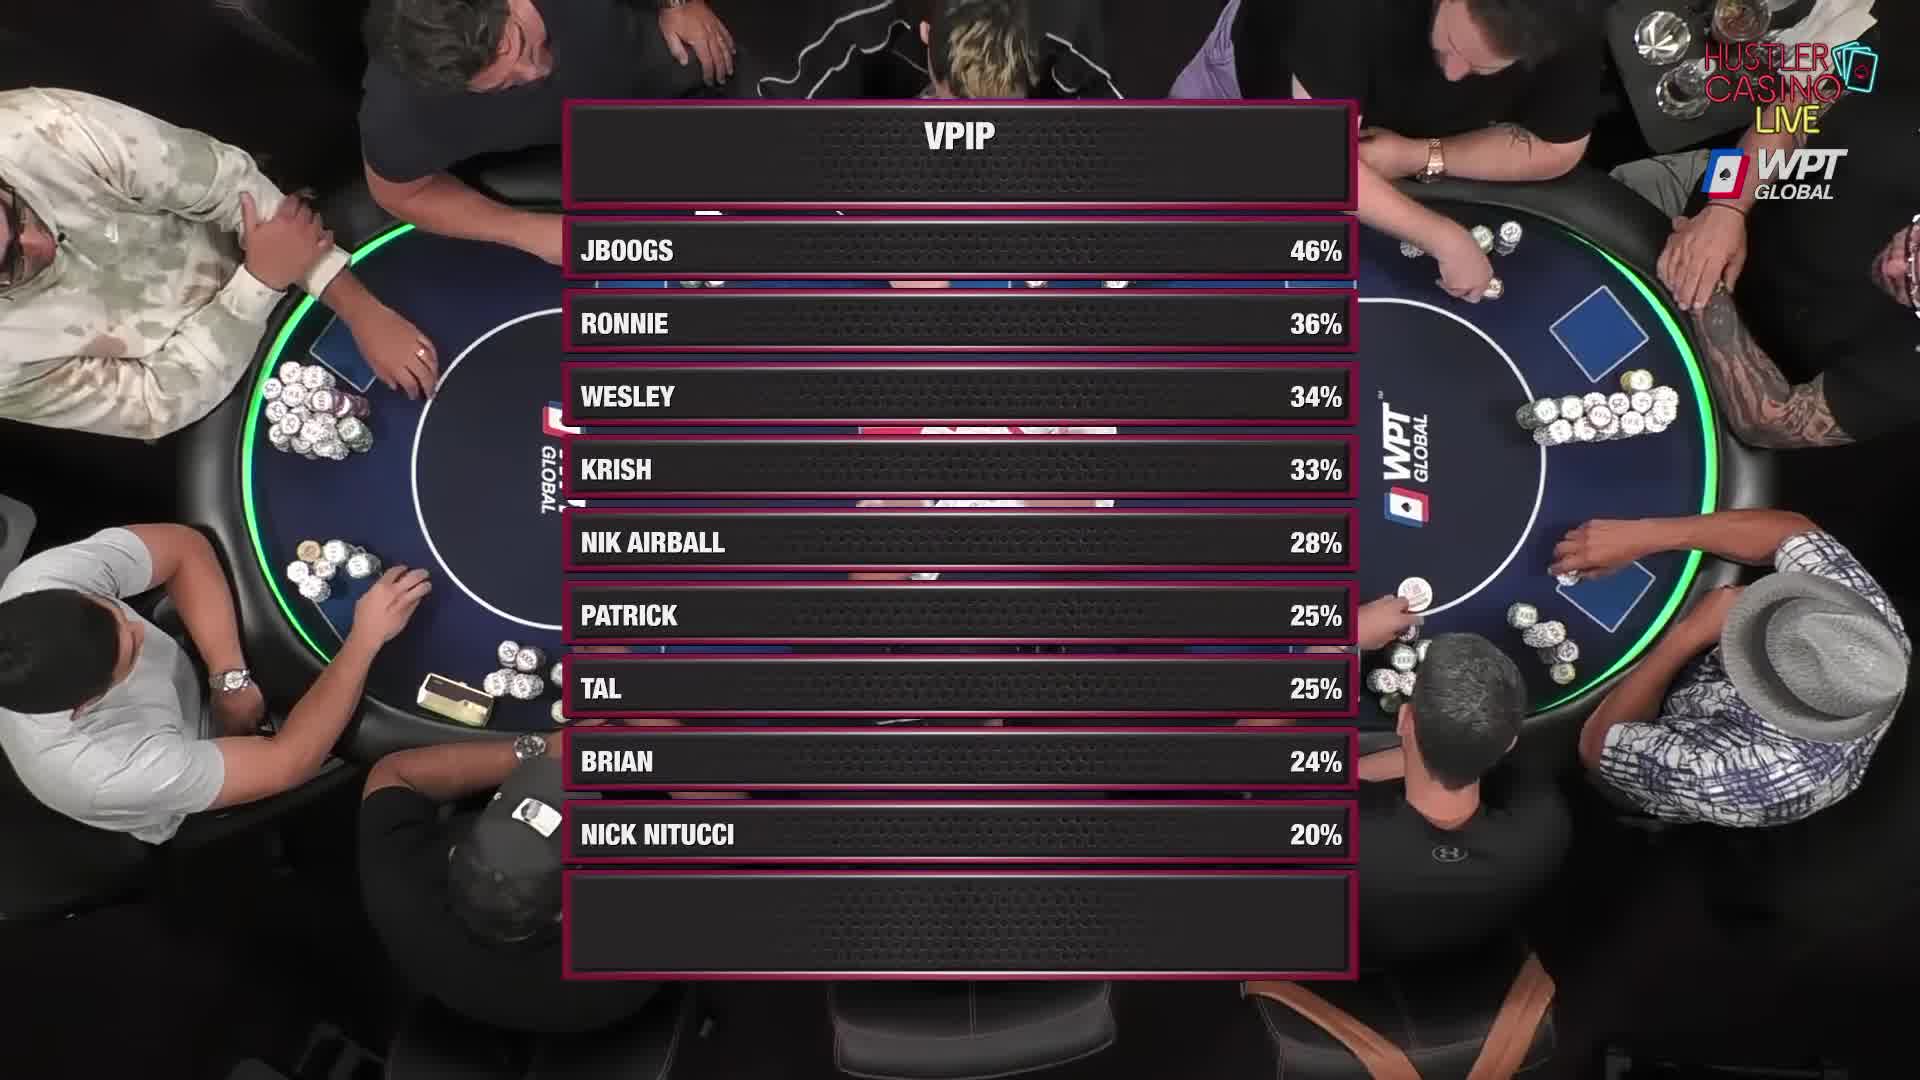 HUSTLER
CASINO
LIVE
WPT
GLOBAL
VPIP
JBOOGS 46%
RONNIE 36%
WESLEY 34%
KRISH 33%
NIK AIRBALL 28%
PATRICK 25%
TAL 25%
BRIAN 24%
NICK NITUCCI 20%
GLOBAL
WPT
GLOBAL